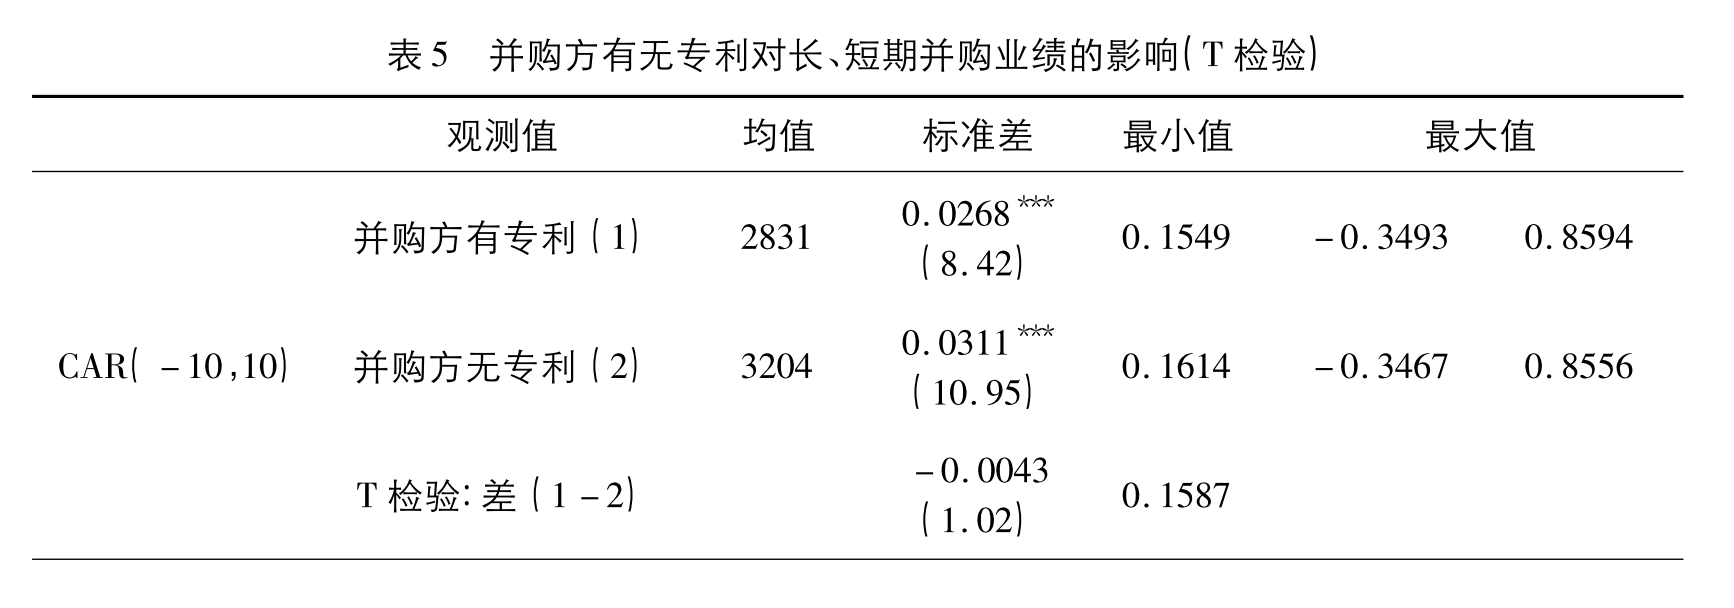 表 5 并购方有无专利对长、短期并购业绩的影响(T 检验)
观测值 均值 标准差 最小值 最大值
0.0268***
并购方有专利 (1) 2831 0.1549 -0.3493 0.8594
(8.42)
0.0311***
CAR( -10,10) 并购方无专利 (2) 3204 0.1614 -0.3467 0.8556
(10.95)
-0.0043
T 检验: 差 (1-2) 0.1587
(1.02)